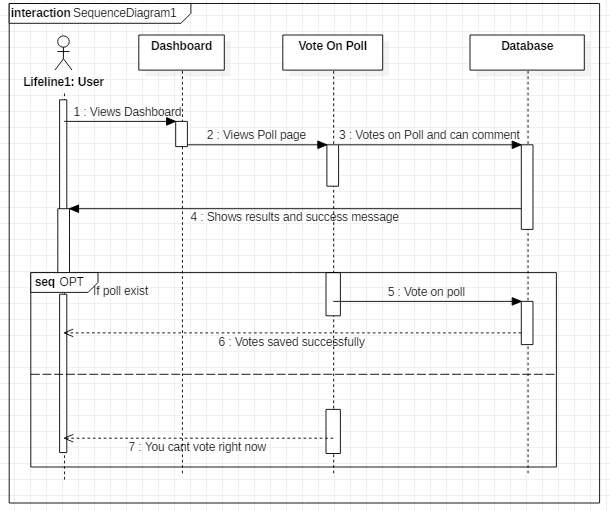 interaction SequenceDiagram1
Dashboard
Vote On Poll
Database
Lifeline1: User
1 : Views Dashboard
2 : Views Poll page
3 : Votes on Poll and can comment
4 : Shows results and success message
seq OPT
If poll exist
5 : Vote on poll
6 : Votes saved successfully
7 : You cant vote right now